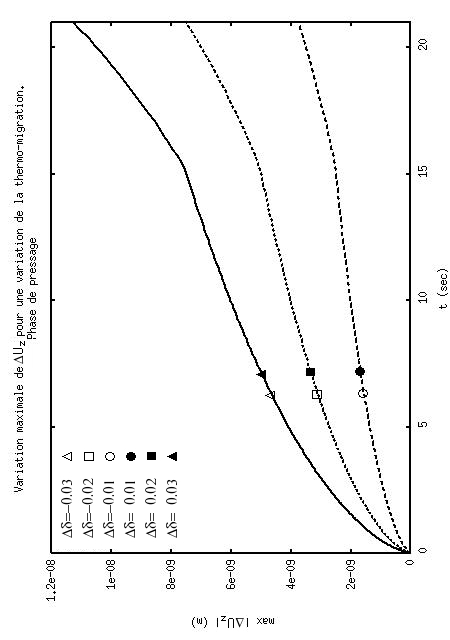 Variation maximale de ΔUz pour une variation de la thermo-migration.
Phase de pressage
1.2e-08
1e-08
8e-09
6e-09
4e-09
2e-09
0
max |ΔUz| (m)
0
5
10
15
20
t (sec)
Δδ=-0.03
Δδ=-0.02
Δδ=-0.01
Δδ= 0.01
Δδ= 0.02
Δδ= 0.03